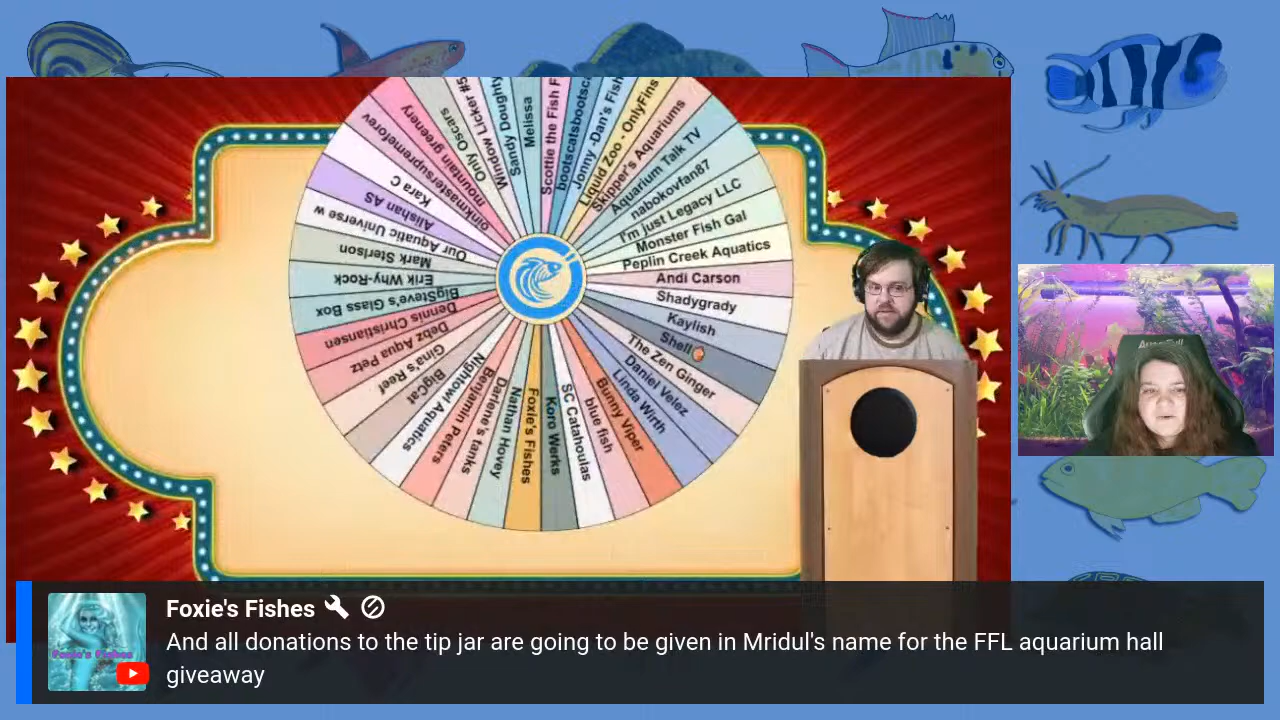 oinkmastersupremeforev
mountain greenery
Only Oscars
Window Licker #5
Sandy Doughy
Melissa
Scottie the Fish F
bootscatsbootsc
Jonny -Dan's Fish
Liquid Zoo - OnlyFins
Skipper's Aquariums
Aquarium Talk TV
nabokovfan87
I'm just Legacy LLC
Monster Fish Gal
Peplin Creek Aquatics
Andi Carson
Shadygrady
Kaylish
Shell
The Zen Ginger
Daniel Velez
Linda Wirth
Bunny Viper
blue fish
SC Catahoulas
Koro Werks
Foxie's Fishes
Nathan Hovey
Darlene's tanks
Benjamin Peters
Nightowl Aquatics
BigCat
Gina's Reef
Debz Aqua Petz
Dennis Christiansen
BigSteve's Glass Box
Erik Why-Rock
Mark Sterison
Our Aquatic Universe w
Alishan AS
Kara C
Foxie's Fishes
And all donations to the tip jar are going to be given in Mridul's name for the FFL aquarium hall
giveaway